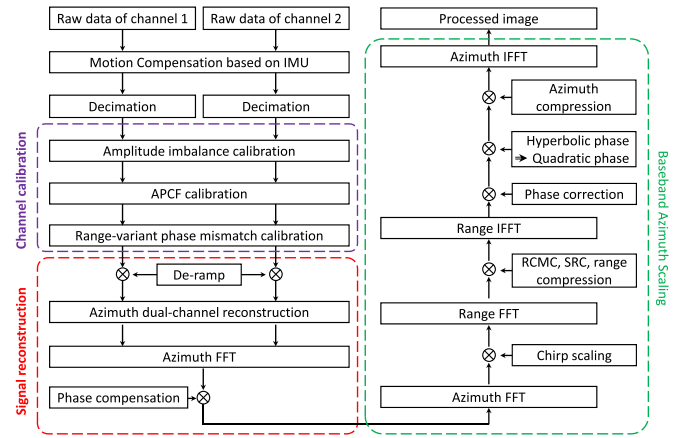 Raw data of channel 1
Raw data of channel 2
Motion Compensation based on IMU
Decimation
Decimation
Channel calibration
Amplitude imbalance calibration
APCF calibration
Range-variant phase mismatch calibration
Signal reconstruction
De-ramp
Azimuth dual-channel reconstruction
Azimuth FFT
Phase compensation
Processed image
Baseband Azimuth Scaling
Azimuth IFFT
Azimuth
compression
Hyperbolic phase
Quadratic phase
Phase correction
Range IFFT
RCMC, SRC, range
compression
Range FFT
Chirp scaling
Azimuth FFT